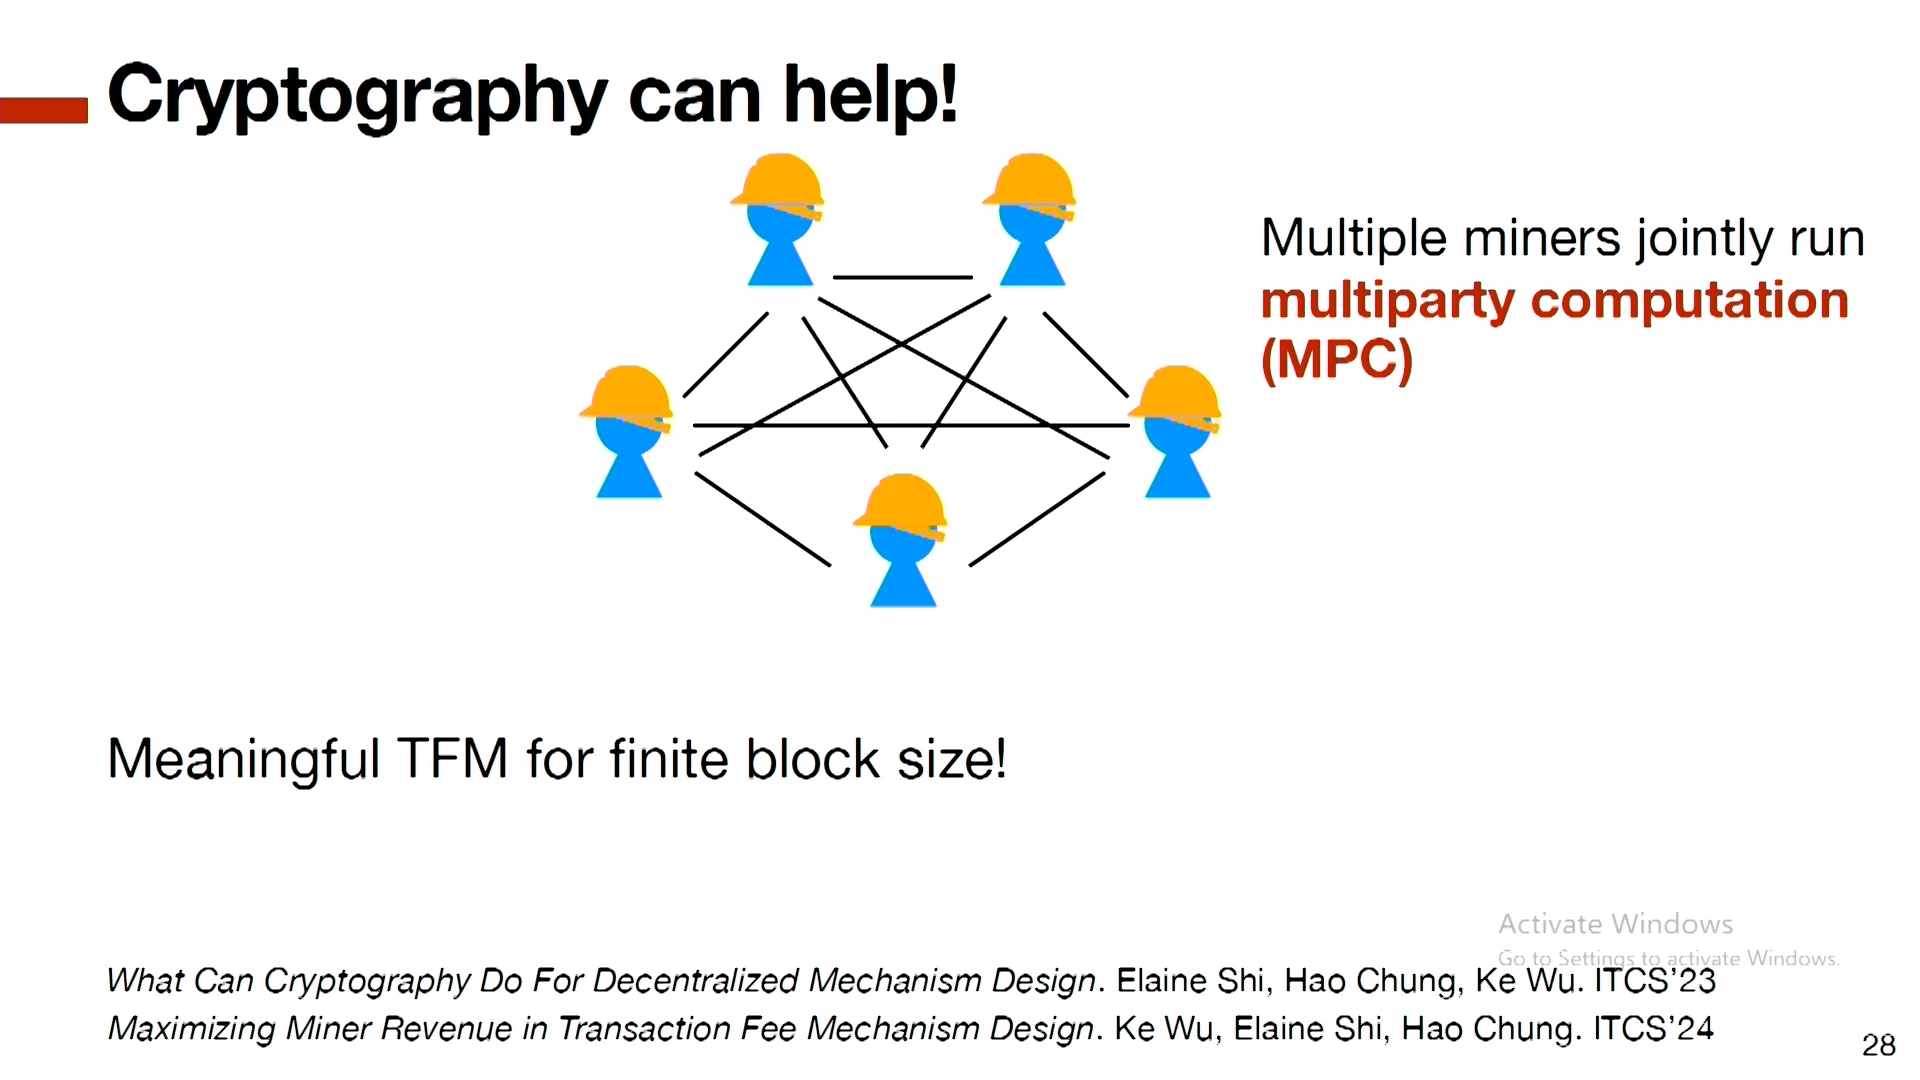 Cryptography can help!
Multiple miners jointly run
multiparty computation
(MPC)
Meaningful TFM for finite block size!
Activate Windows
Go to Settings to activate Windows.
What Can Cryptography Do For Decentralized Mechanism Design. Elaine Shi, Hao Chung, Ke Wu. ITCS'23
Maximizing Miner Revenue in Transaction Fee Mechanism Design. Ke Wu, Elaine Shi, Hao Chung. ITCS'24
28